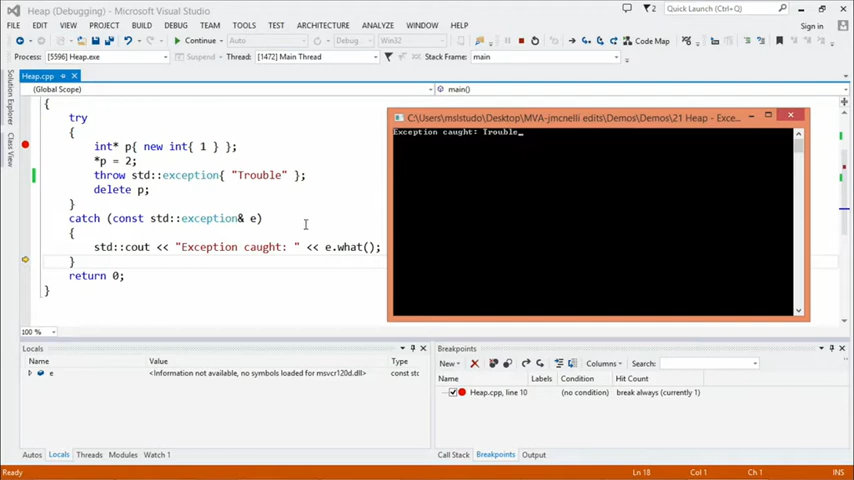 Heap (Debugging) - Microsoft Visual Studio
2
Quick Launch (Ctrl+Q)
FILE EDIT VIEW PROJECT BUILD DEBUG TEAM TOOLS TEST ARCHITECTURE ANALYZE WINDOW HELP
Sign in
Continue Auto Debug Win32 Code Map
Process: [5596] Heap.exe Suspend Thread: [1472] Main Thread Stack Frame: main
Solution Explorer
Class View
Heap.cpp
(Global Scope) main()
{
try
{
int* p{ new int{ 1 } };
*p = 2;
throw std::exception{ "Trouble" };
delete p;
}
catch (const std::exception& e)
{
std::cout << "Exception caught: " << e.what();
}
return 0;
}
C:\Users\mslstudo\Desktop\MVA-jmcnelli edits\Demos\Demos\21 Heap - Exce...
Exception caught: Trouble
100 %
Locals
Name Value Type
e <Information not available, no symbols loaded for msvcr120d.dll> const std
Autos Locals Threads Modules Watch 1
Breakpoints
New Columns Search:
Name Labels Condition Hit Count
Heap.cpp, line 10 (no condition) break always (currently 1)
Call Stack Breakpoints Output
Ready Ln 18 Col 1 Ch 1 INS